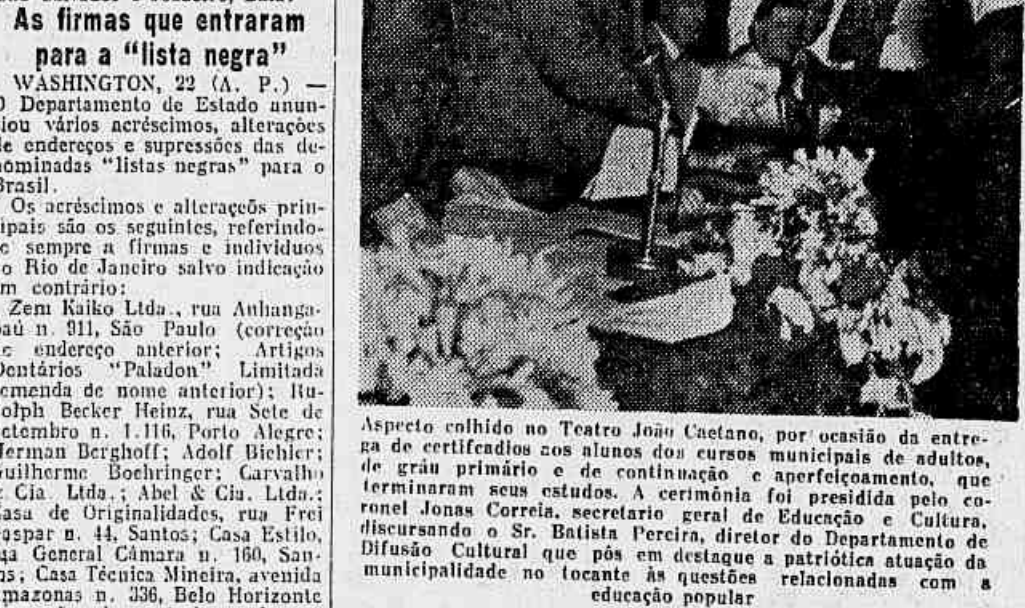 As firmas que entraram
para a "lista negra"
WASHINGTON, 22 (A. P.) —
O Departamento de Estado anun-
ciou vários acréscimos, alterações
de endereços e supressões das de-
nominadas "listas negras" para o
Brasil.
Os acréscimos e alteraçeõs prin-
cipais são os seguintes, referindo-
se sempre a firmas e individuos
do Rio de Janeiro salvo indicação
em contrário:
Zem Kaiko Ltda., rua Anhanga-
baú n. 911, São Paulo (correção
de endereço anterior; Artigos
Dentários "Paladon" Limitada
(emenda de nome anterior); Ru-
dolph Becker Heinz, rua Sete de
Setembro n. 1.116, Porto Alegre;
Herman Berghoff; Adolf Biehler;
Guilherme Boehringer; Carvalho
& Cia. Ltda.; Abel & Cia. Ltda.;
Casa de Originalidades, rua Frei
Gaspar n. 44, Santos; Casa Estilo,
rua General Câmara n. 160, San-
tos; Casa Técnica Mineira, avenida
Amazonas n. 336, Belo Horizonte
Aspecto colhido no Teatro João Caetano, por ocasião da entre-
ga de certifcadios aos alunos dos cursos municipais de adultos,
de gráu primário e de continuação e aperfeiçoamento, que
terminaram seus estudos. A cerimônia foi presidida pelo co-
ronel Jonas Correia, secretario geral de Educação e Cultura,
discursando o Sr. Batista Pereira, diretor do Departamento de
Difusão Cultural que pôs em destaque a patriótica atuação da
municipalidade no tocante às questões relacionadas com a
educação popular